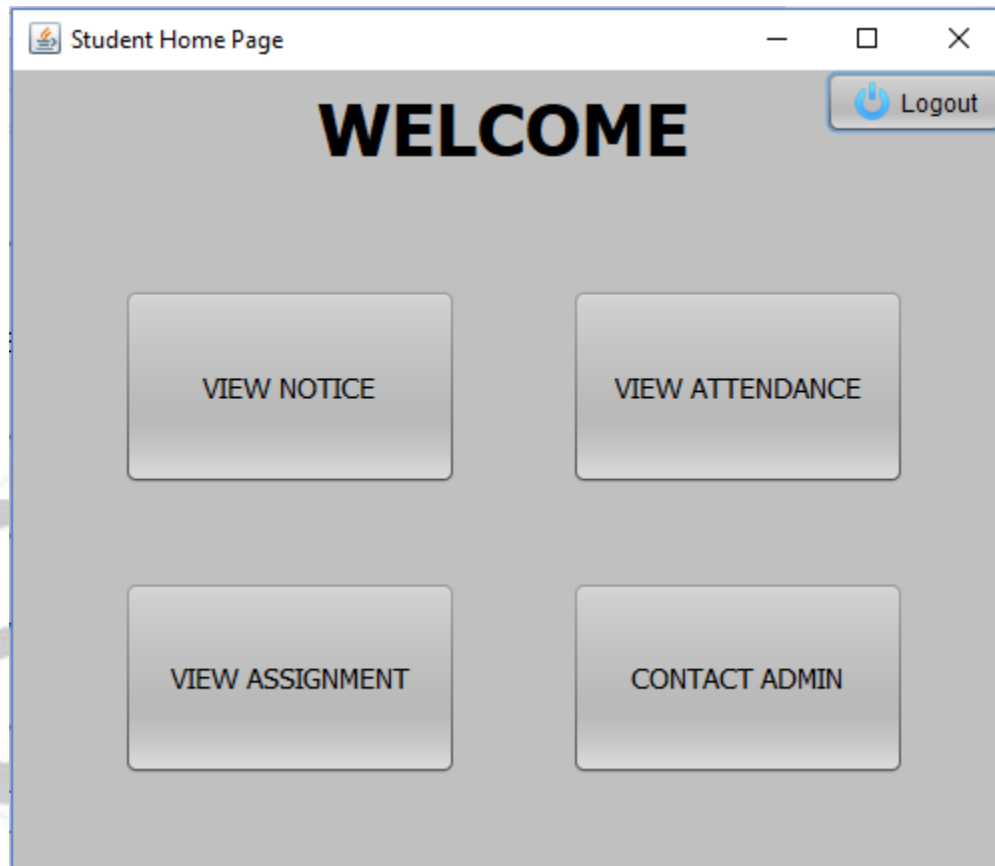 Student Home Page
Logout
WELCOME
VIEW NOTICE
VIEW ATTENDANCE
VIEW ASSIGNMENT
CONTACT ADMIN